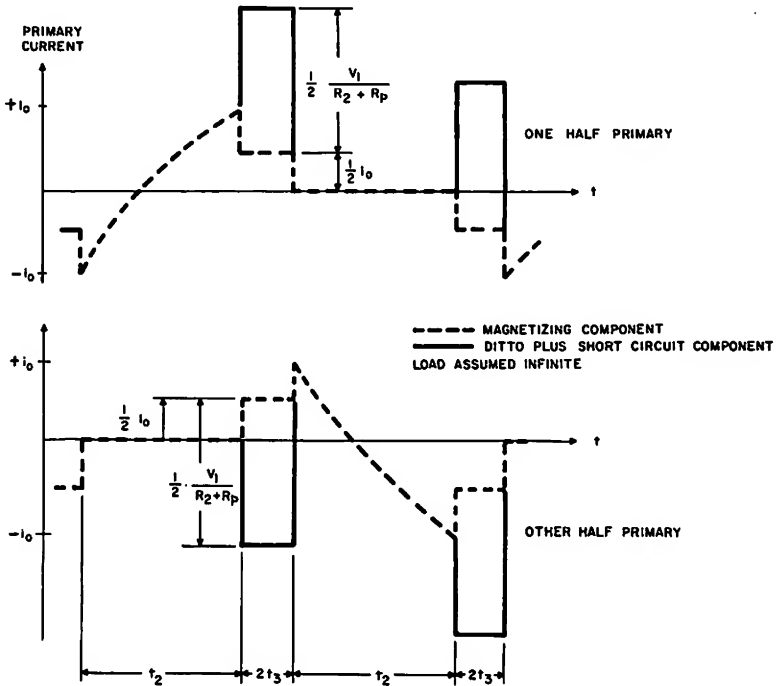 PRIMARY
CURRENT
+i₀
1/2 V₁/(R₂ + Rₚ)
1/2 i₀
ONE HALF PRIMARY
t
-i₀
MAGNETIZING COMPONENT
DITTO PLUS SHORT CIRCUIT COMPONENT
LOAD ASSUMED INFINITE
+i₀
1/2 i₀
t
1/2 · V₁/(R₂+Rₚ)
-i₀
OTHER HALF PRIMARY
t₂ 2t₃ t₂ 2t₃